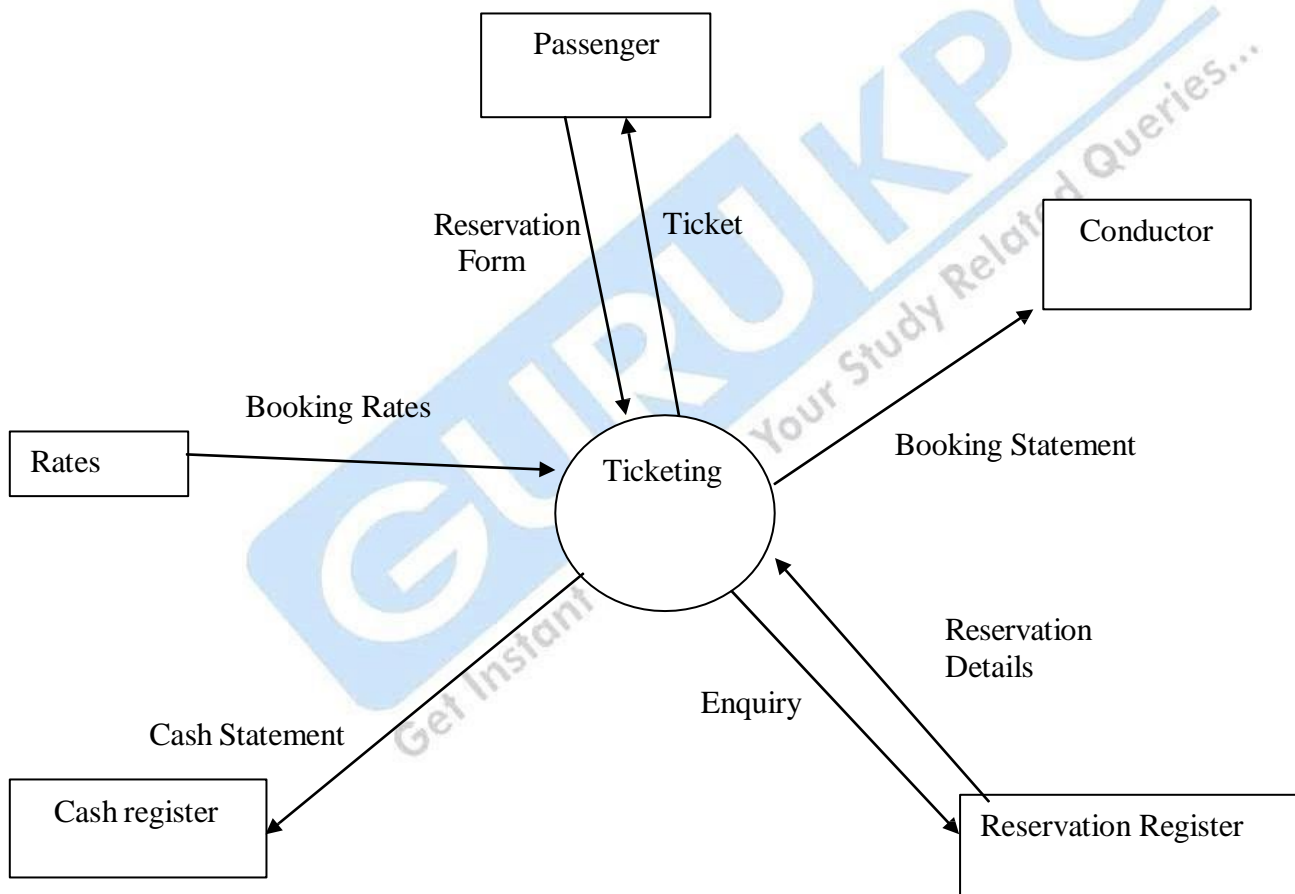 Passenger
Reservation
Form
Ticket
Conductor
Booking Rates
Rates
Ticketing
Booking Statement
Reservation
Details
Enquiry
Cash Statement
Cash register
Reservation Register
GURUKPO
Get Instant
Your Study Related Queries...